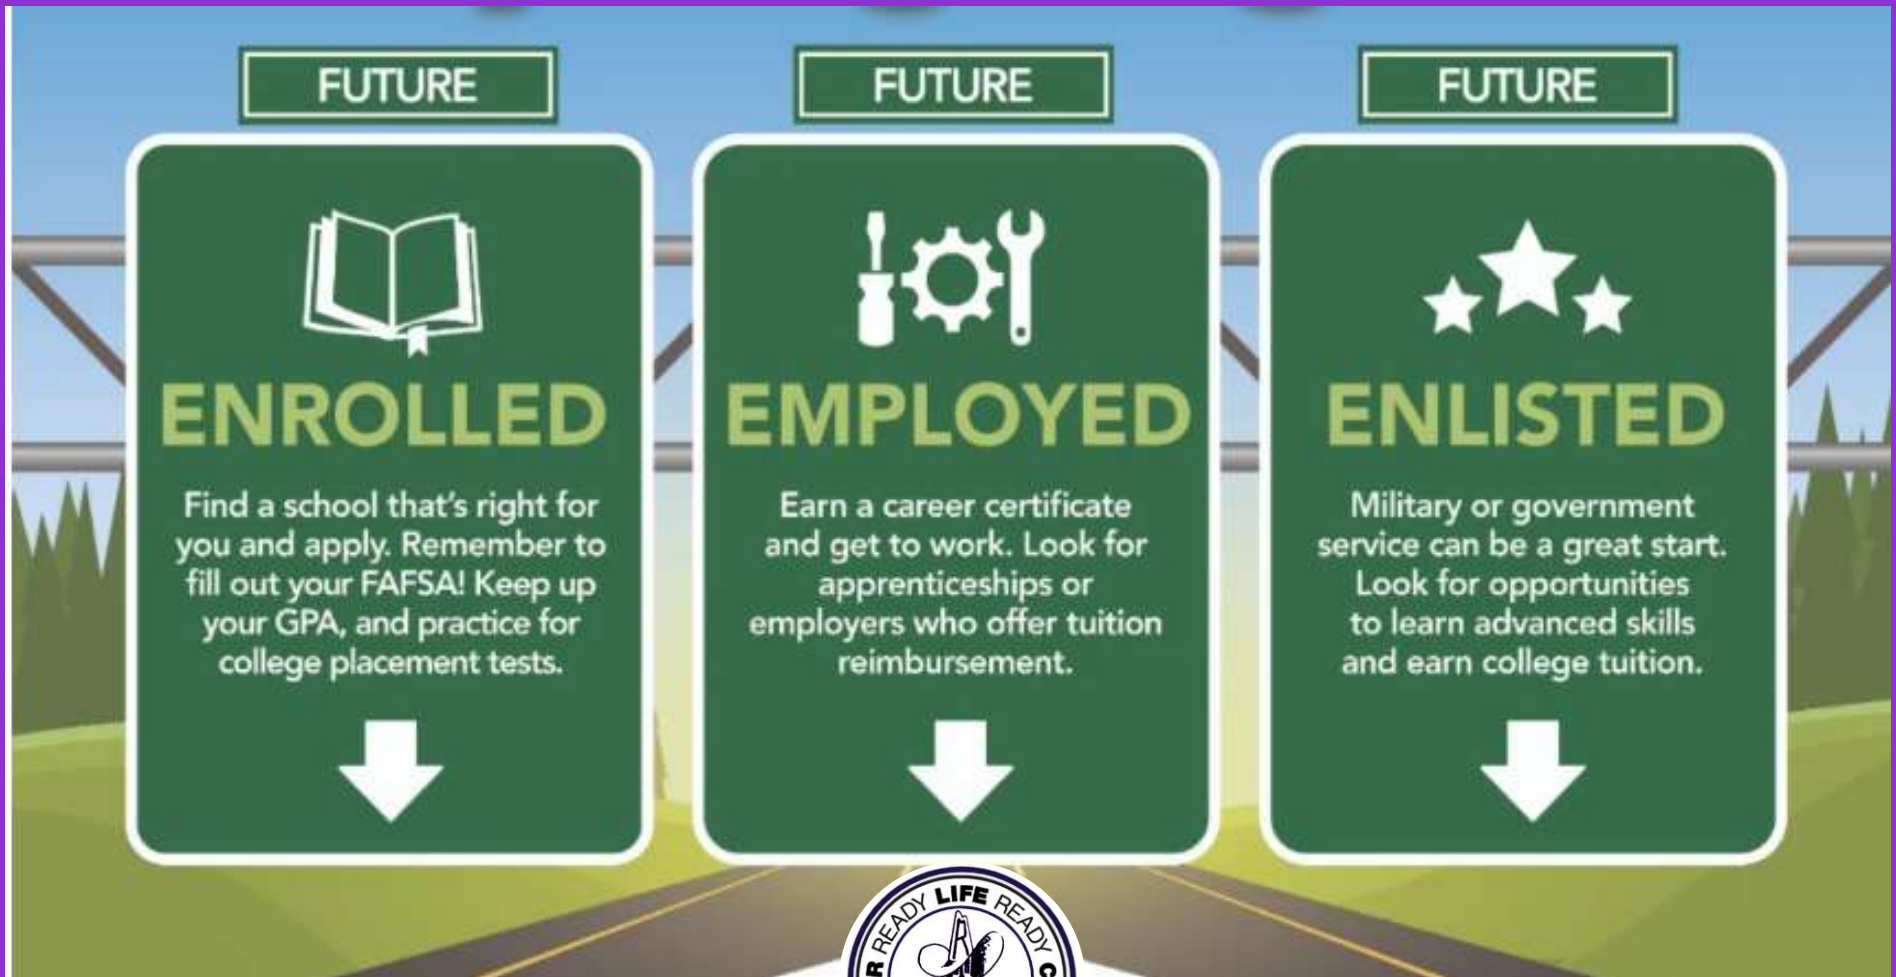 FUTURE
ENROLLED
Find a school that's right for
you and apply. Remember to
fill out your FAFSA! Keep up
your GPA, and practice for
college placement tests.
FUTURE
EMPLOYED
Earn a career certificate
and get to work. Look for
apprenticeships or
employers who offer tuition
reimbursement.
FUTURE
ENLISTED
Military or government
service can be a great start.
Look for opportunities
to learn advanced skills
and earn college tuition.
READY LIFE READY